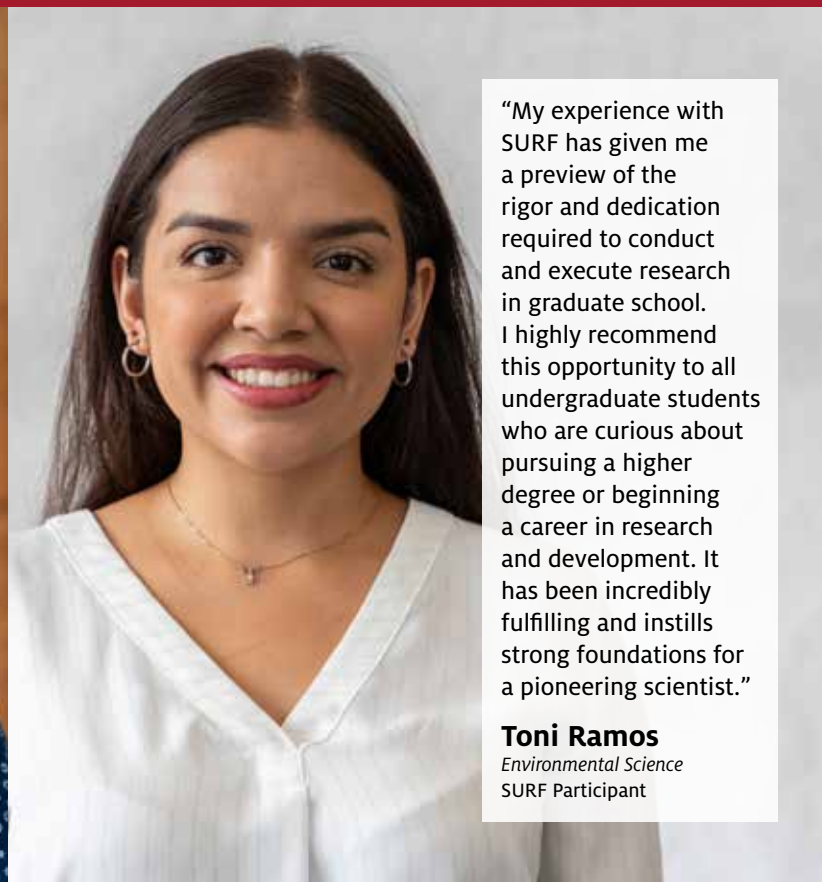 “My experience with
SURF has given me
a preview of the
rigor and dedication
required to conduct
and execute research
in graduate school.
I highly recommend
this opportunity to all
undergraduate students
who are curious about
pursuing a higher
degree or beginning
a career in research
and development. It
has been incredibly
fulfilling and instills
strong foundations for
a pioneering scientist.”
Toni Ramos
Environmental Science
SURF Participant